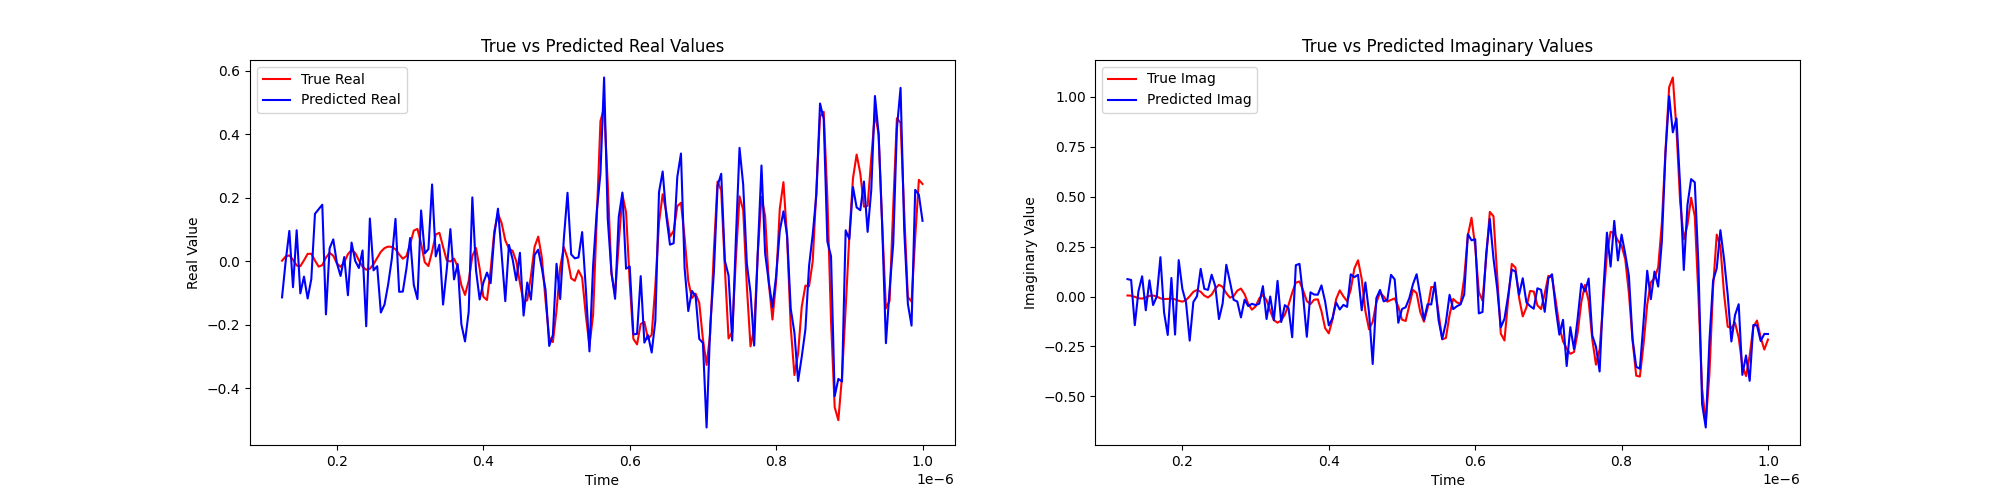 True vs Predicted Real Values
True Real
Predicted Real
Real Value
0.6
0.4
0.2
0.0
−0.2
−0.4
0.2
0.4
0.6
0.8
1.0
1e−6
Time
True vs Predicted Imaginary Values
True Imag
Predicted Imag
Imaginary Value
1.00
0.75
0.50
0.25
0.00
−0.25
−0.50
0.2
0.4
0.6
0.8
1.0
1e−6
Time